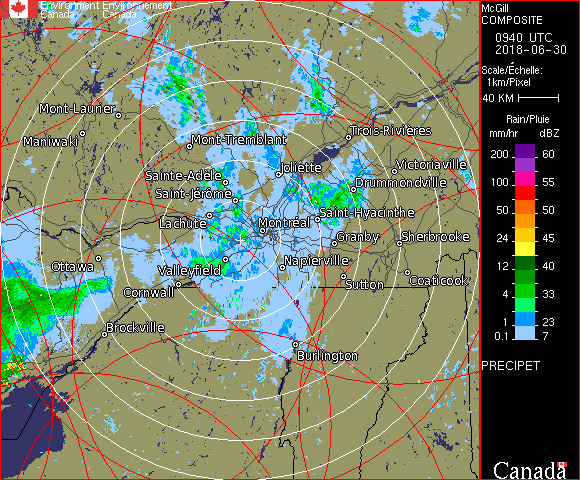 Environment Environnement
Canada Canada
Mont-Laurier
Maniwaki
Mont-Tremblant
Trois-Rivières
Joliette
Victoriaville
Sainte-Adèle
Drummondville
Saint-Jérôme
Saint-Hyacinthe
Lachute
Montréal
Granby
Sherbrooke
Ottawa
Valleyfield
Napierville
Cornwall
Sutton
Coaticook
Brockville
Burlington
McGill
COMPOSITE
0940 UTC
2018-06-30
Scale/Échelle:
1km/Pixel
40 KM
Rain/Pluie
mm/hr dBZ
200 60
100 55
50 50
24 45
12 40
4 33
1 23
0.1 7
PRECIPET
Canada